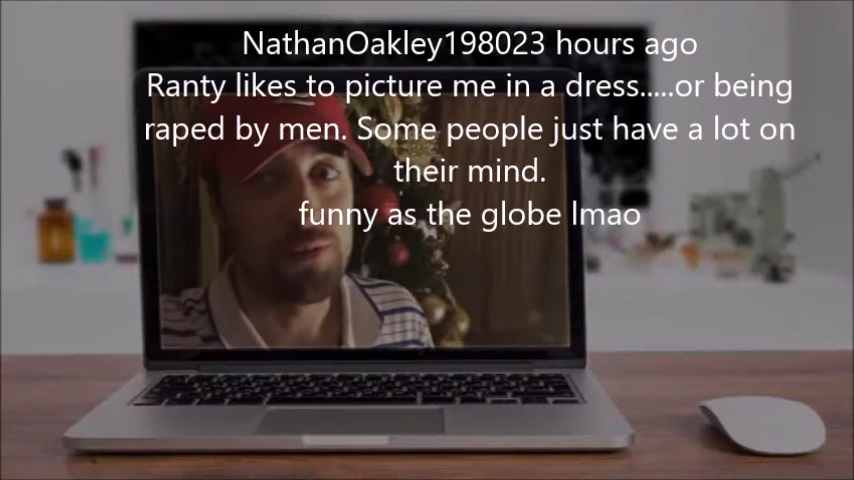 NathanOakley198023 hours ago
Ranty likes to picture me in a dress.....or being
raped by men. Some people just have a lot on
their mind.
funny as the globe lmao